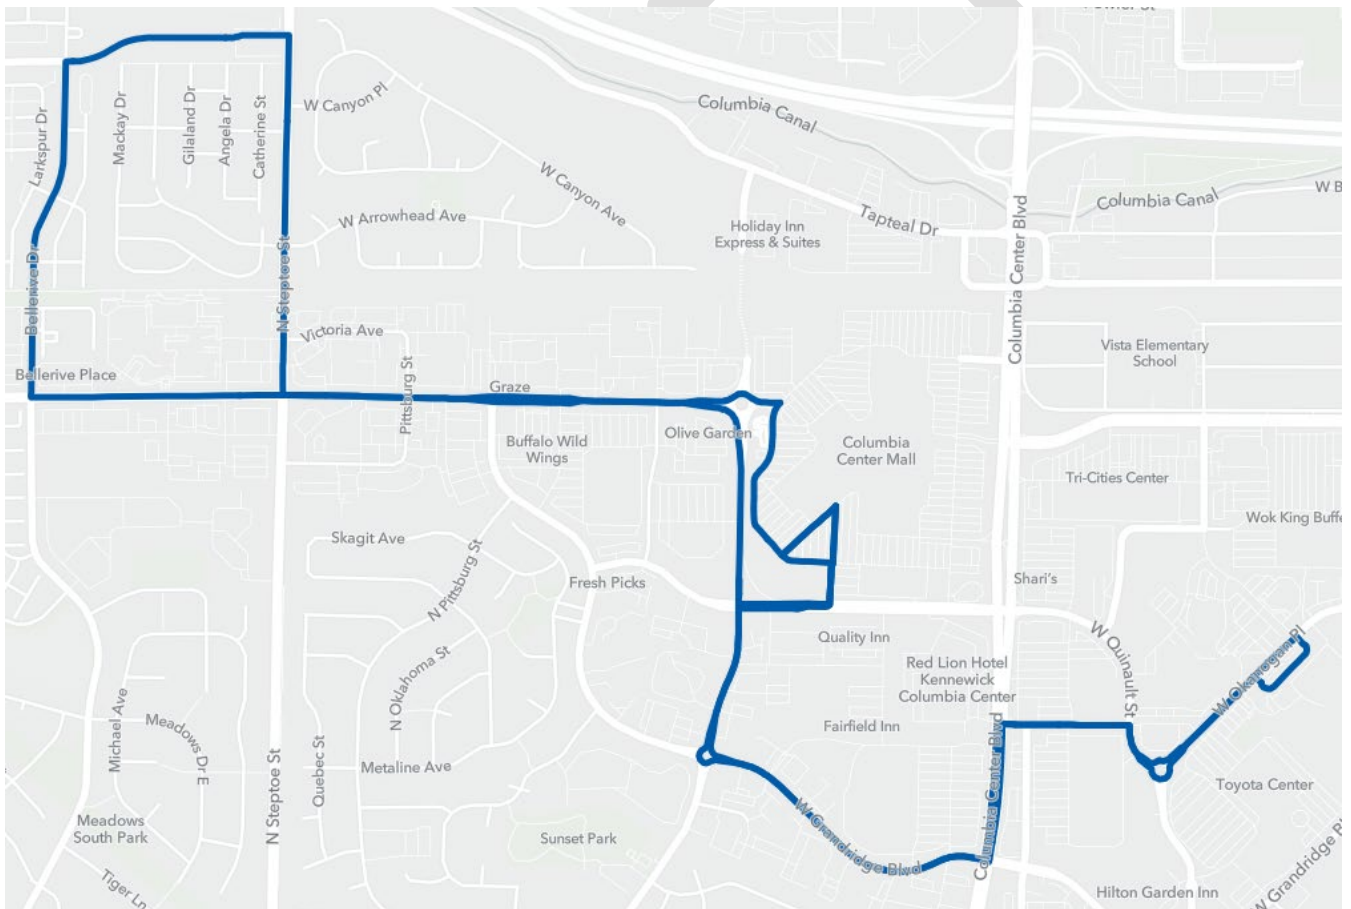 W Canyon Pl
Columbia Canal
Larkspur Dr
Mackay Dr
Gilaland Dr
Angela Dr
Catherine St
W Canyon Ave
Columbia Canal
W B
W Arrowhead Ave
Holiday Inn
Express & Suites
Tapteal Dr
Columbia Center Blvd
Bellerive Dr
N Steptoe St
Victoria Ave
Vista Elementary
School
Bellerive Place
Pittsburg St
Graze
Olive Garden
Buffalo Wild
Wings
Columbia
Center Mall
Tri-Cities Center
Wok King Buffe
Skagit Ave
N Pittsburg St
Fresh Picks
Shari's
Quality Inn
W Quinault St
W Okanogan Pl
Red Lion Hotel
Kennewick
Columbia Center
N Oklahoma St
Michael Ave
Meadows Dr E
N Steptoe St
Quebec St
Metaline Ave
Fairfield Inn
Columbia Center Blvd
Toyota Center
Meadows
South Park
Sunset Park
W Grandridge Blvd
Tiger Ln
Hilton Garden Inn
W Grandridge Bl